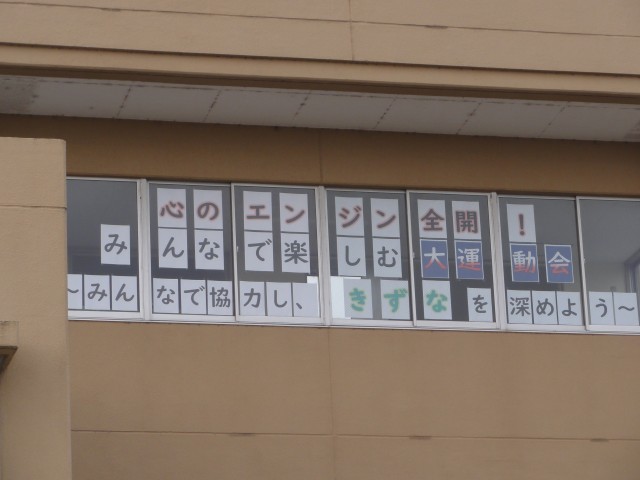 心のエンジン全開!
みんなで楽しむ大運動会
～みんなで協力し、きずなを深めよう～